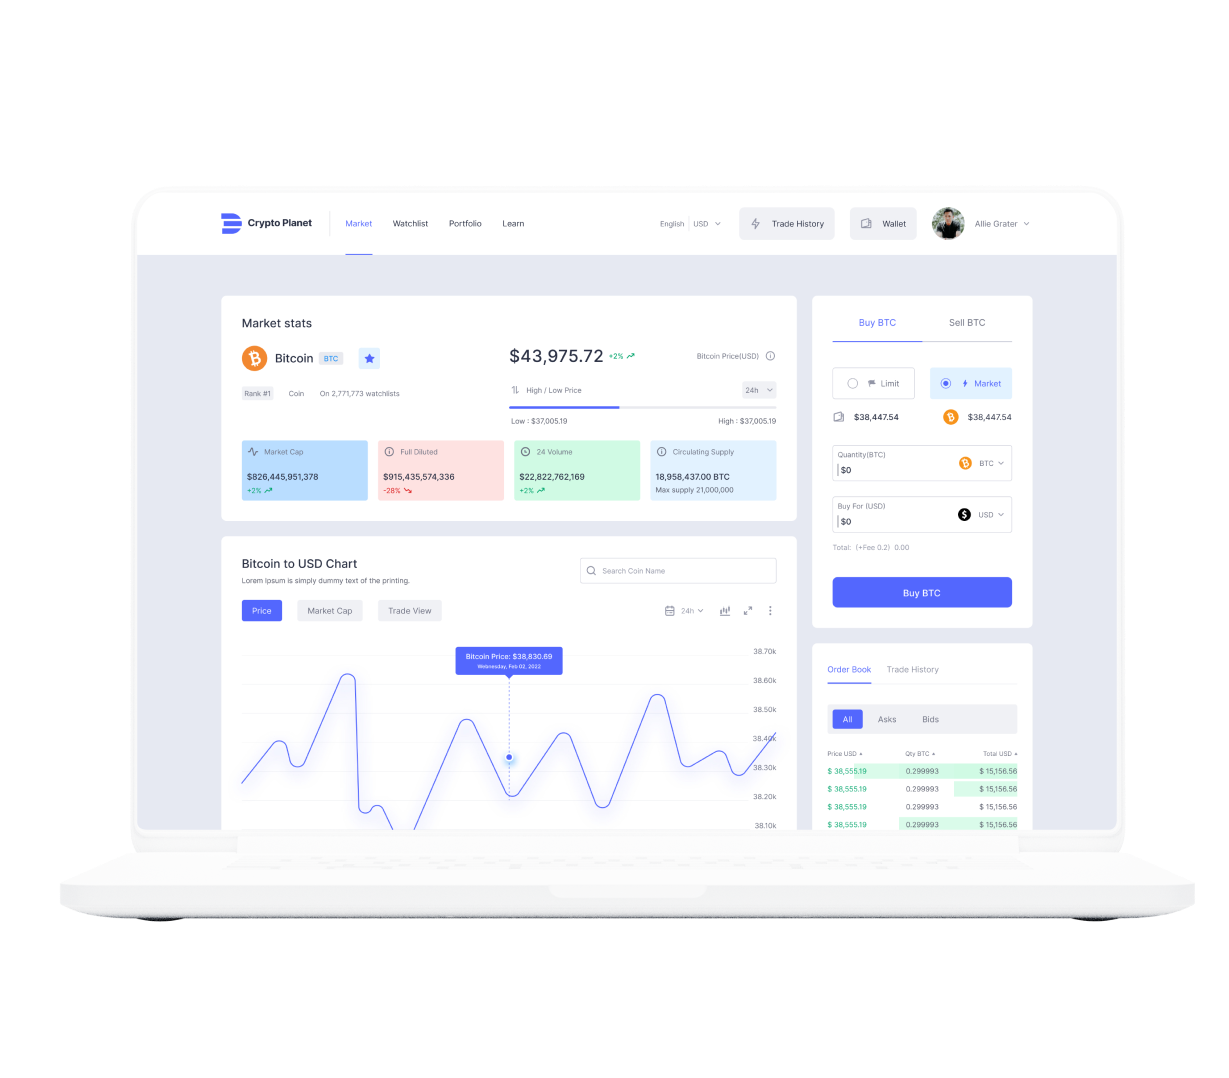 Crypto Planet
Market Watchlist Portfolio Learn
English USD
Trade History
Wallet
Allie Grater
Market stats
Bitcoin BTC
Rank #1 Coin On 2,771,773 watchlists
$43,975.72 +2%
Bitcoin Price(USD)
High / Low Price
24h
Low : $37,005.19 High : $37,005.19
Market Cap
$826,445,951,378
+2%
Full Diluted
$915,435,574,336
-28%
24 Volume
$22,822,762,169
+2%
Circulating Supply
18,958,437.00 BTC
Max supply 21,000,000
Bitcoin to USD Chart
Lorem Ipsum is simply dummy text of the printing.
Search Coin Name
Price Market Cap Trade View
24h
Bitcoin Price: $38,830.69
Wednesday, Feb 02, 2022
38.70k
38.60k
38.50k
38.40k
38.30k
38.20k
38.10k
Buy BTC Sell BTC
Limit Market
$38,447.54 $38,447.54
Quantity(BTC)
$0
BTC
Buy For (USD)
$0
USD
Total: (+Fee 0.2) 0.00
Buy BTC
Order Book Trade History
All Asks Bids
Price USD Qty BTC Total USD
$ 38,555.19 0.299993 $ 15,156.56
$ 38,555.19 0.299993 $ 15,156.56
$ 38,555.19 0.299993 $ 15,156.56
$ 38,555.19 0.299993 $ 15,156.56